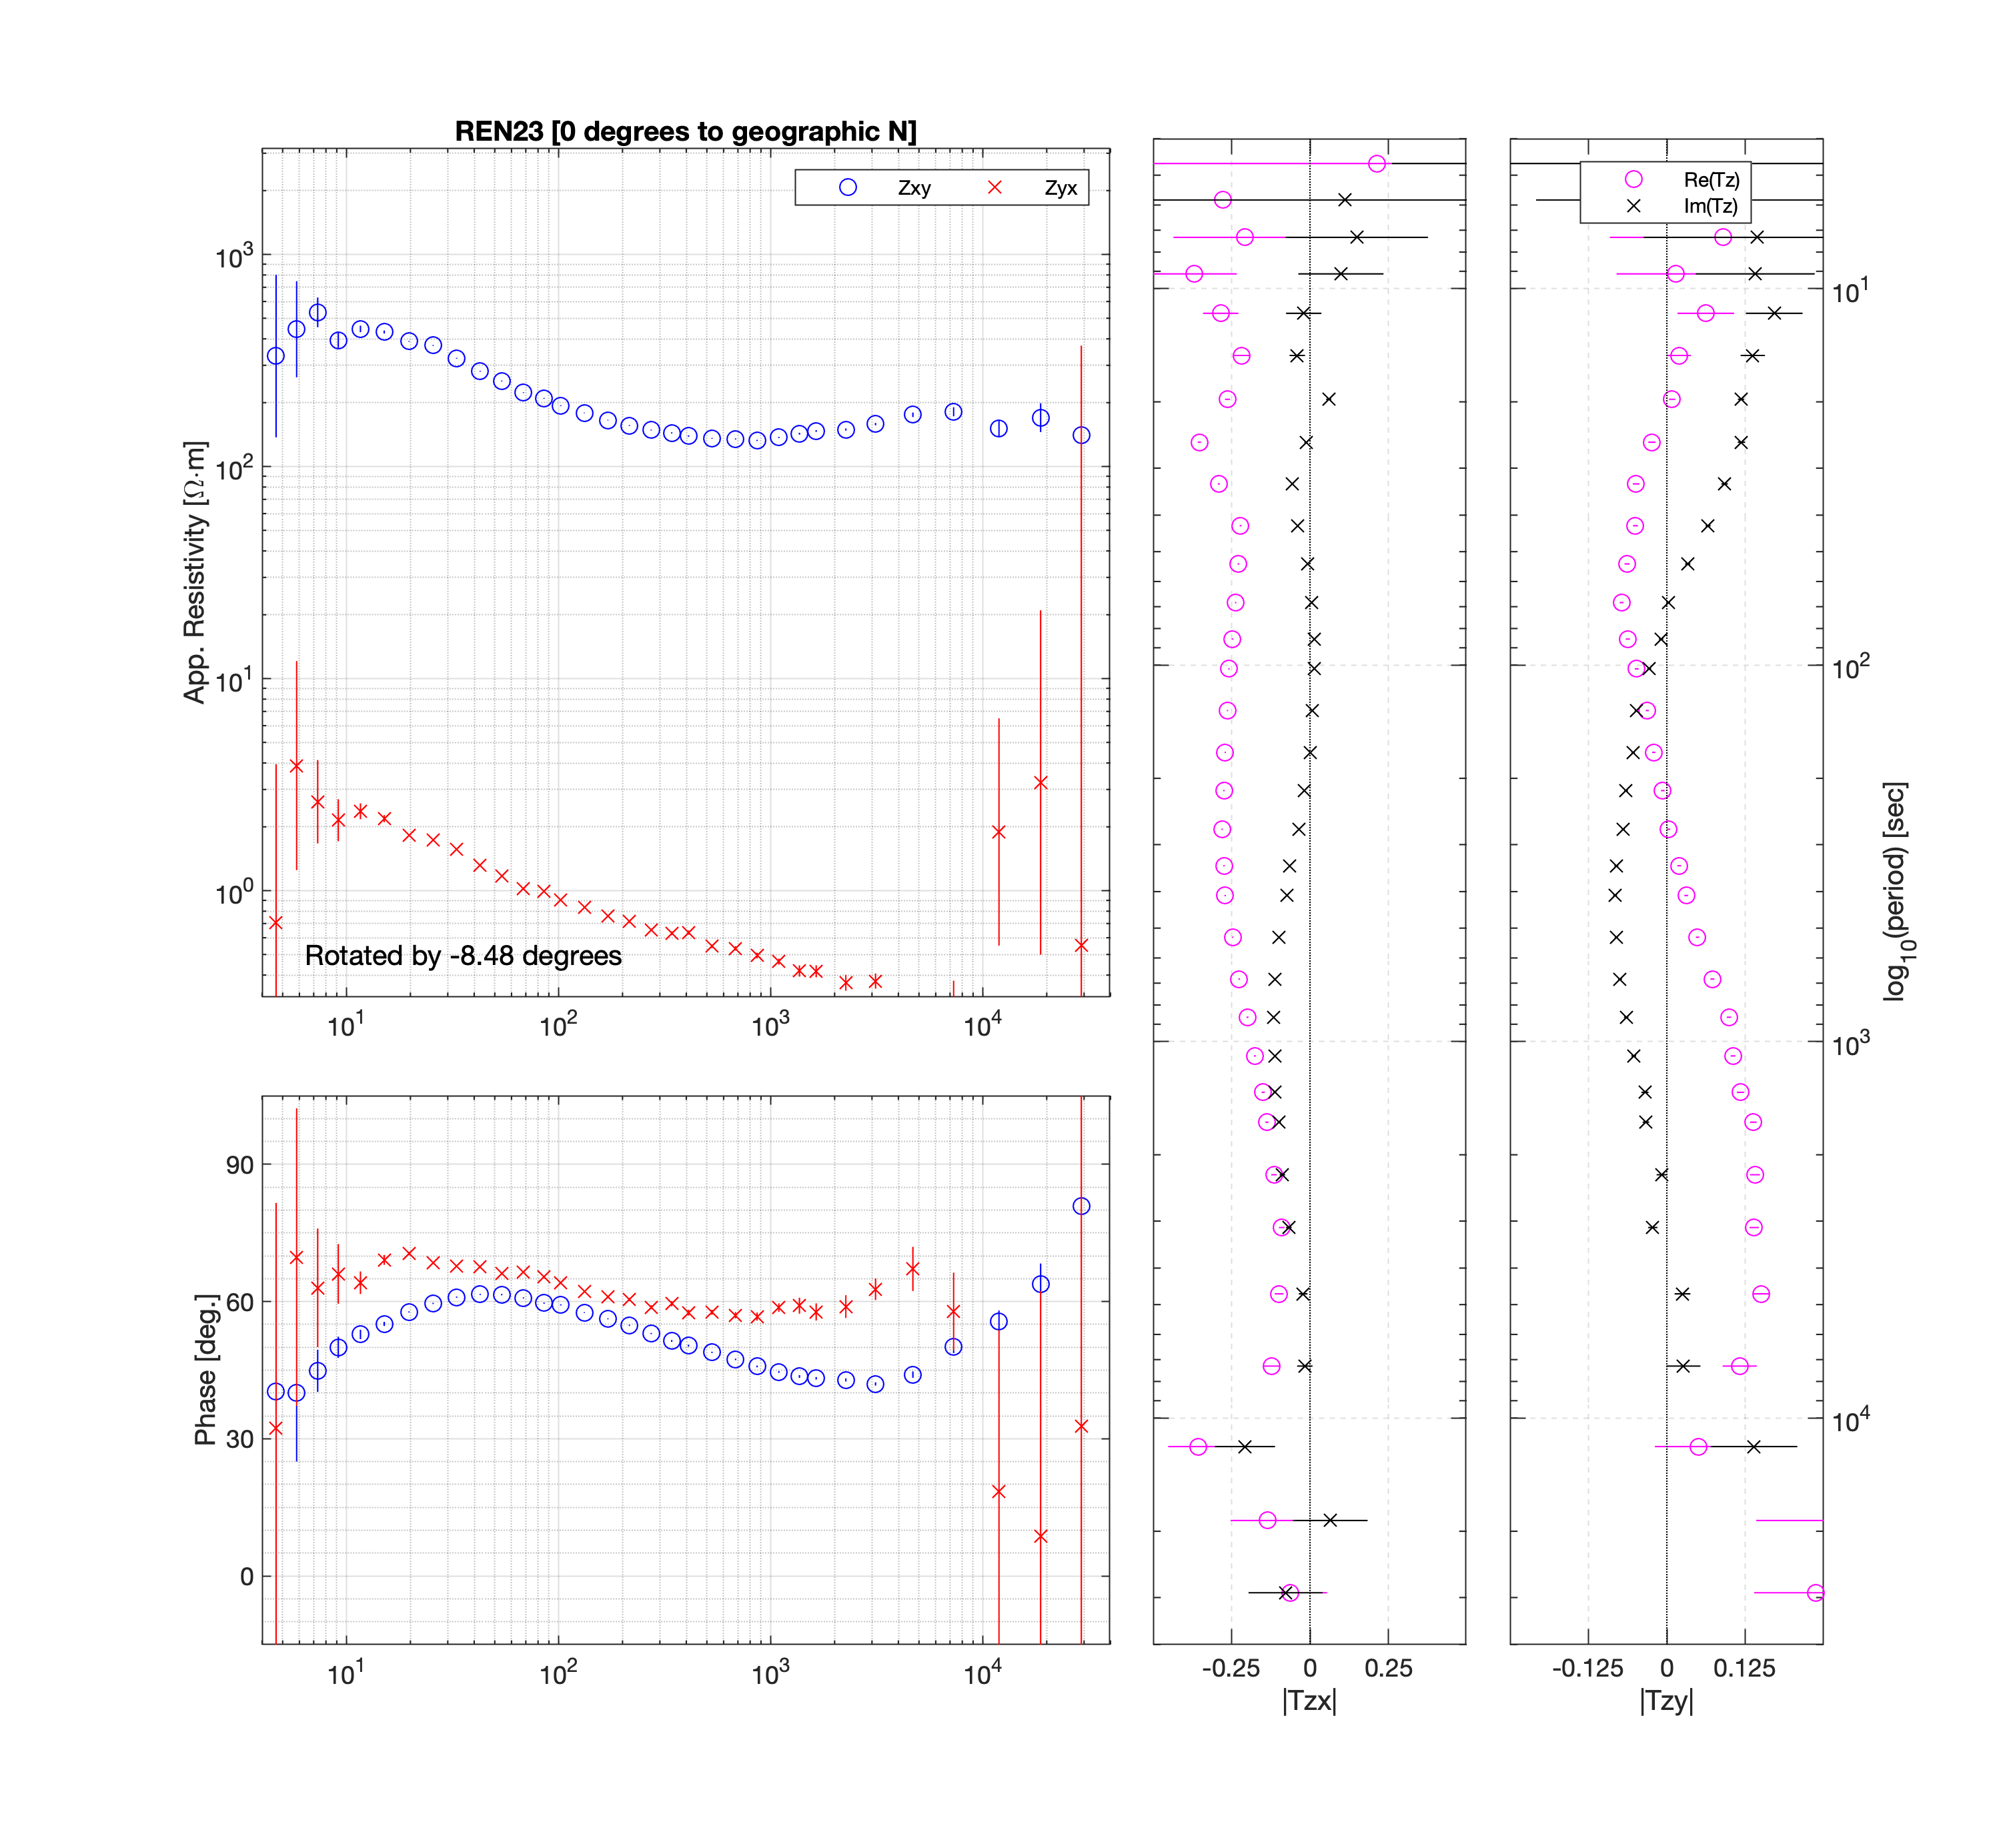 REN23 [0 degrees to geographic N]
Zxy Zyx
App. Resistivity [Ω·m]
10³
10²
10¹
10⁰
Rotated by -8.48 degrees
10¹ 10² 10³ 10⁴
Phase [deg.]
90
60
30
0
10¹ 10² 10³ 10⁴
-0.25 0 0.25
|Tzx|
Re(Tz)
Im(Tz)
10¹
10²
10³
10⁴
log₁₀(period) [sec]
-0.125 0 0.125
|Tzy|